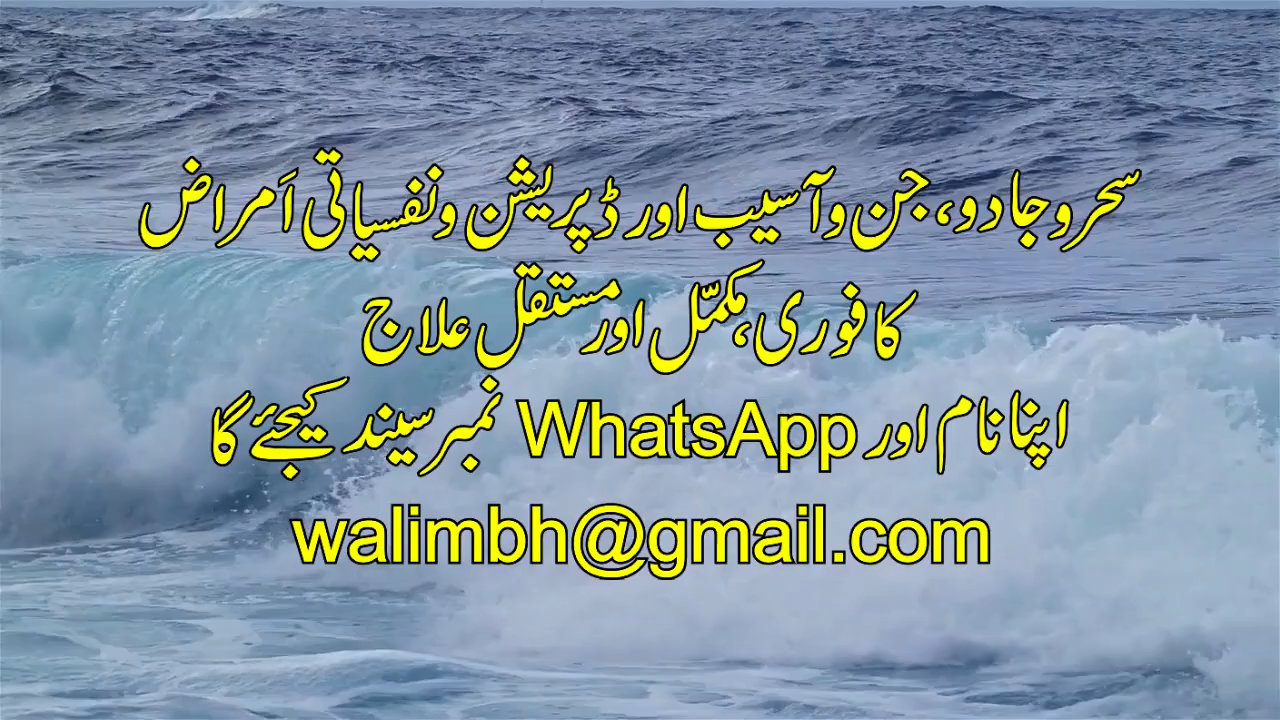 سحر و جادو، جن و آسیب اور ڈپریشن و نفسیاتی اَمراض
کا فوری، مکمّل اور مستقل علاج
اپنا نام اور WhatsApp نمبر سیند کیجئے گا
walimbh@gmail.com